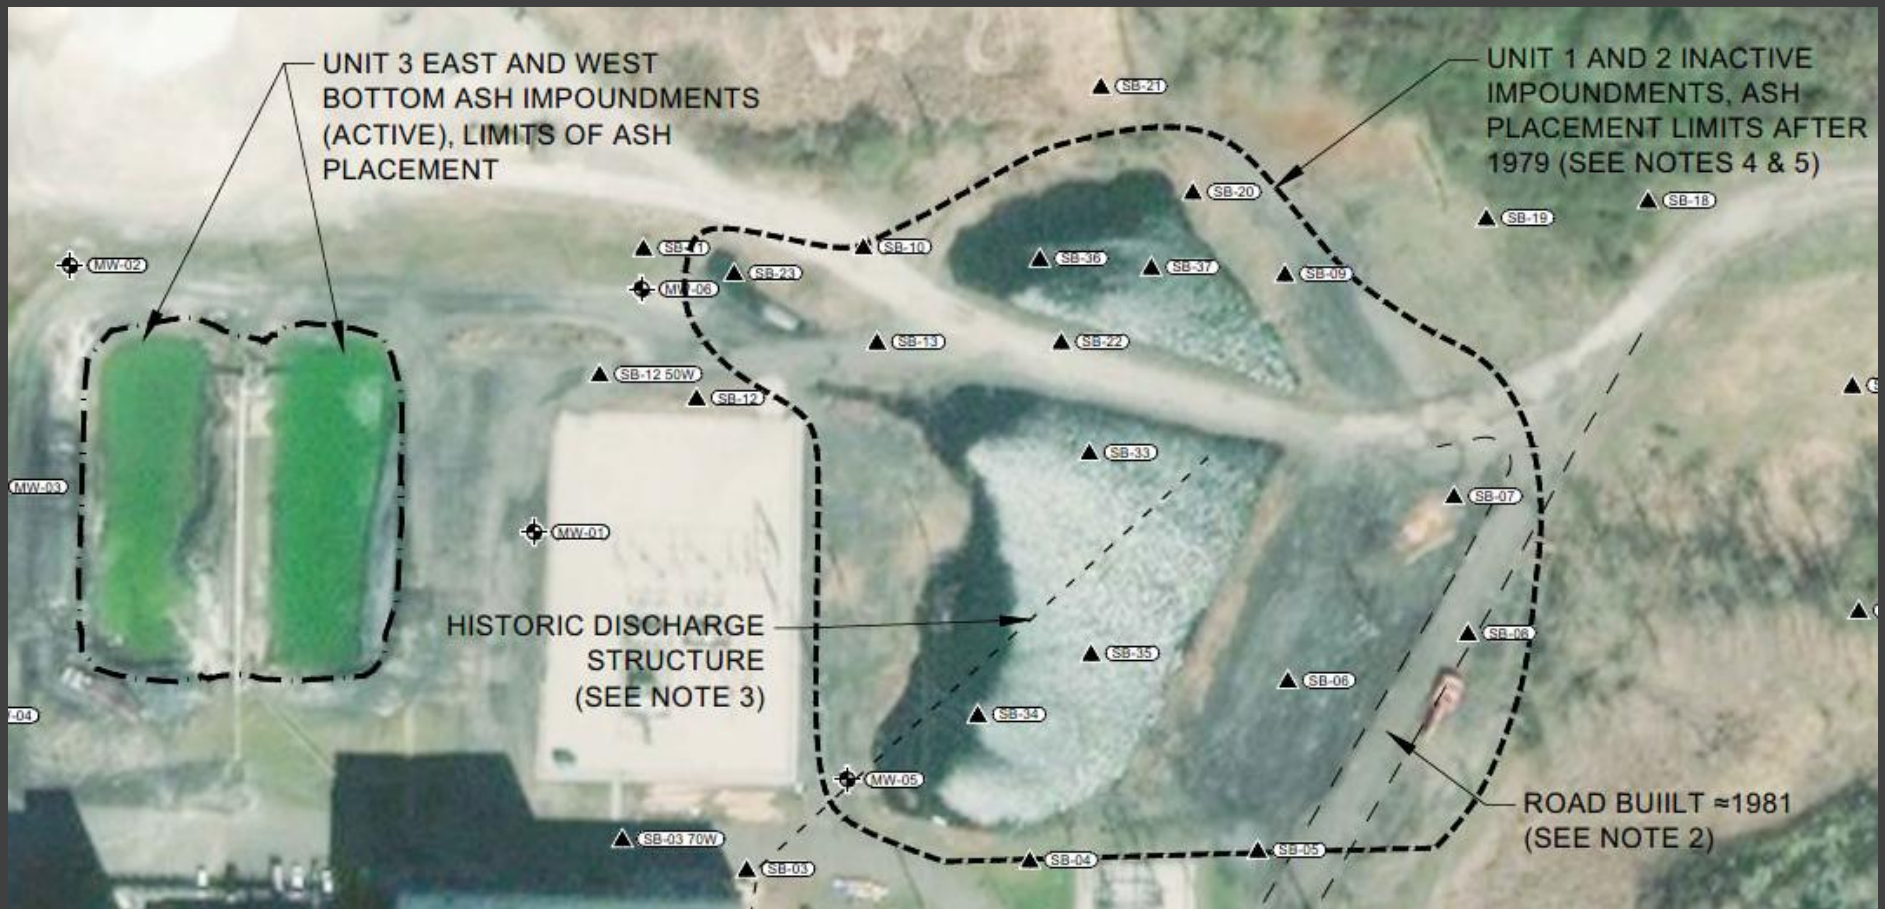 UNIT 3 EAST AND WEST
BOTTOM ASH IMPOUNDMENTS
(ACTIVE), LIMITS OF ASH
PLACEMENT
UNIT 1 AND 2 INACTIVE
IMPOUNDMENTS, ASH
PLACEMENT LIMITS AFTER
1979 (SEE NOTES 4 & 5)
SB-21
SB-20
SB-18
SB-19
SB-11
SB-10
MW-02
SB-36
SB-37
SB-09
SB-23
MW-06
SB-13
SB-22
SB-12 50W
SB-12
SB-33
MW-03
SB-07
MW-01
HISTORIC DISCHARGE
STRUCTURE
(SEE NOTE 3)
SB-35
SB-06
SB-34
-04
MW-05
ROAD BUIILT ≈1981
(SEE NOTE 2)
SB-03 70W
SB-03
SB-04
SB-05